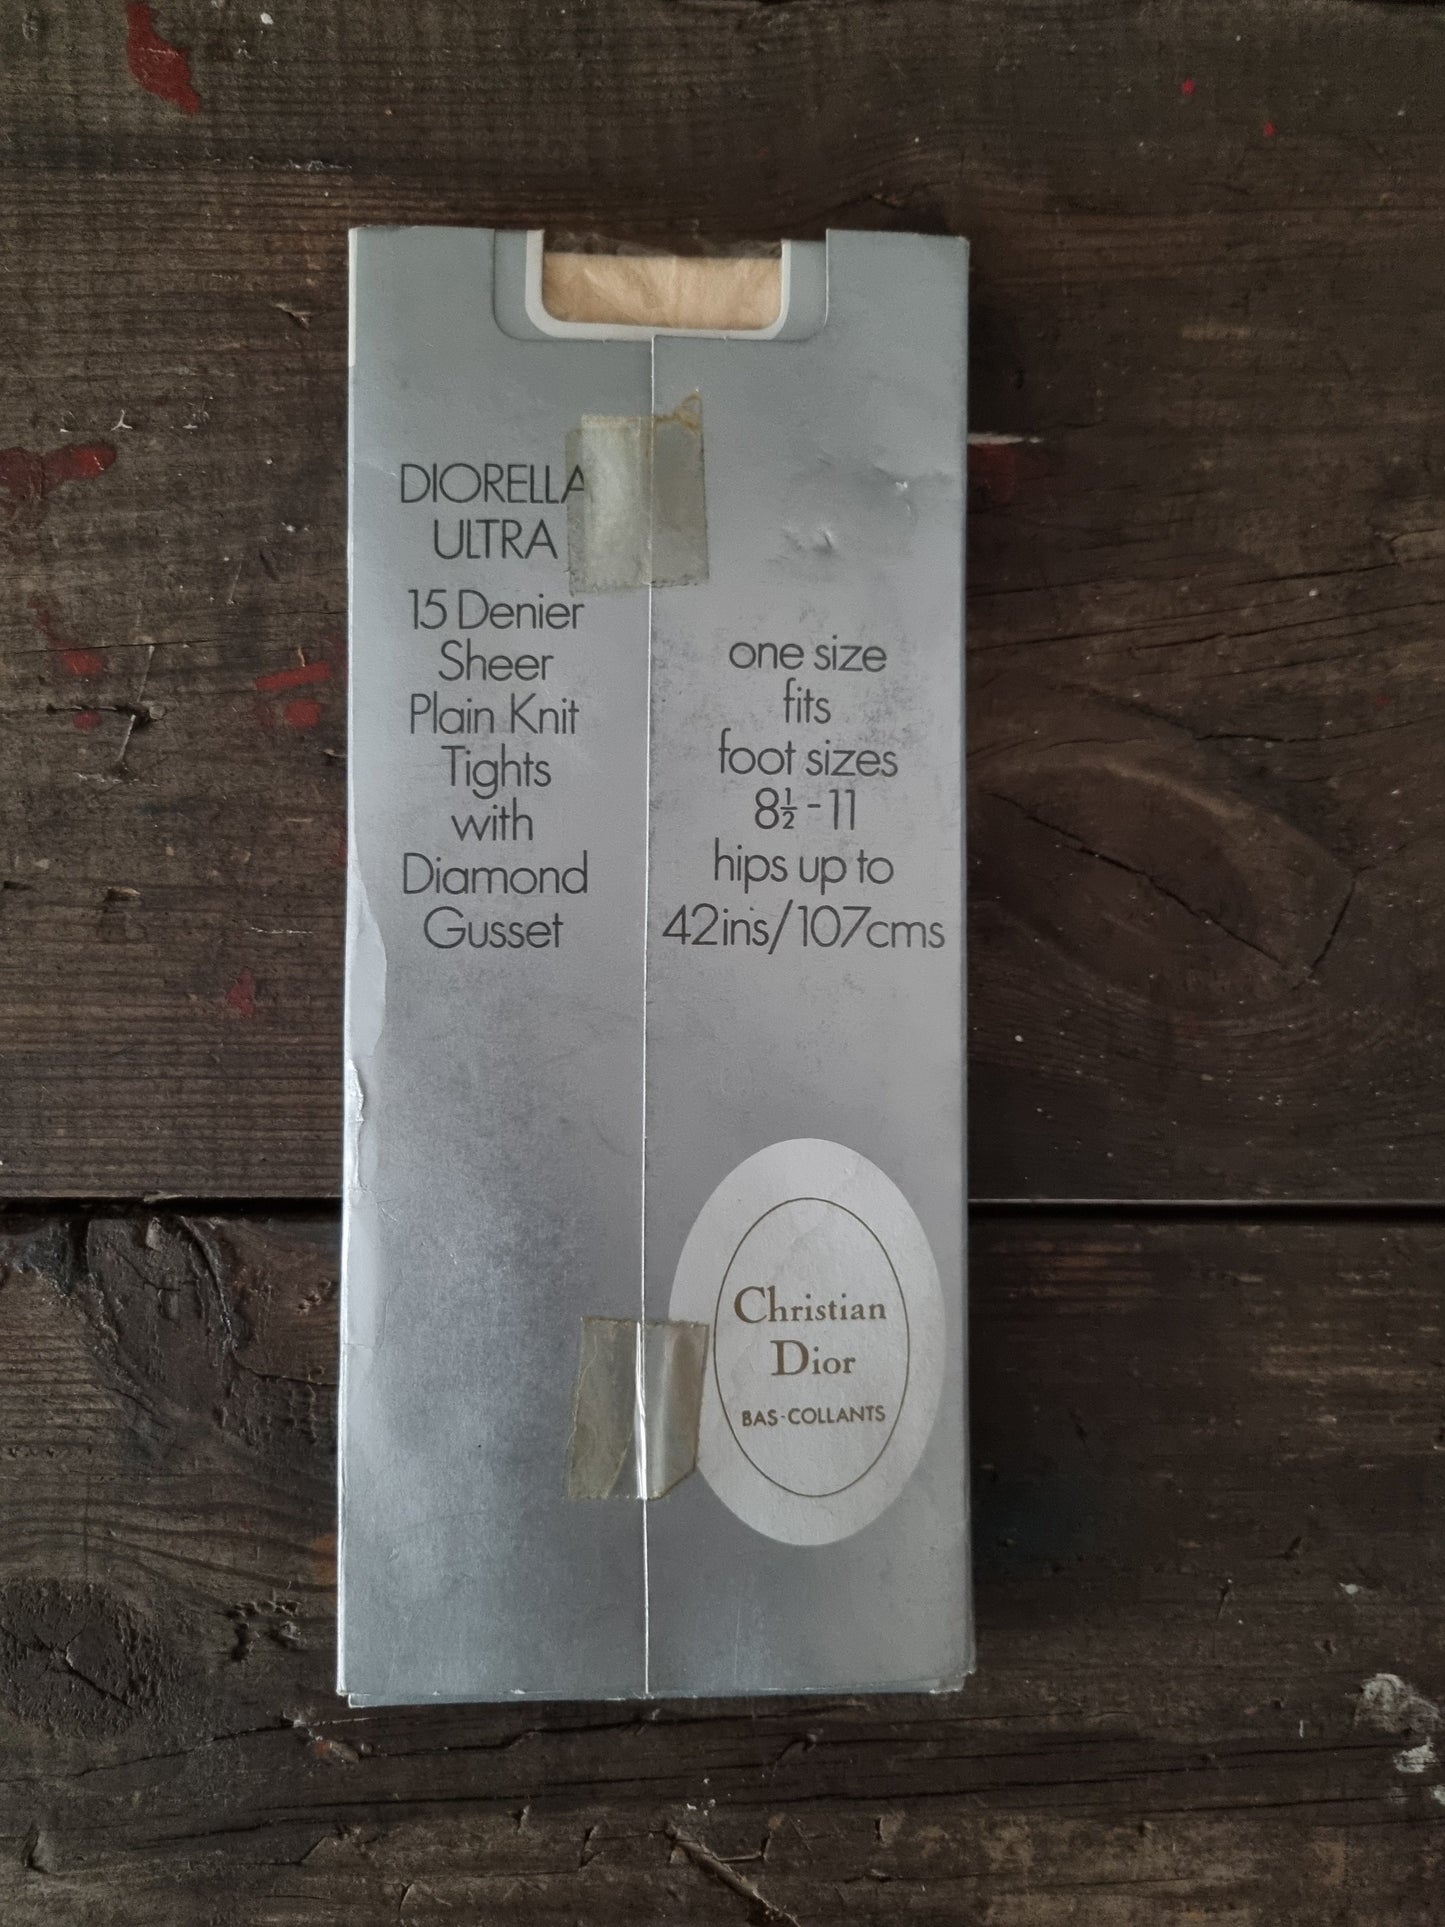 DIORELLA
ULTRA
15 Denier
Sheer
Plain Knit
Tights
with
Diamond
Gusset
one size
fits
foot sizes
8½ - 11
hips up to
42ins/107cms
Christian
Dior
BAS-COLLANTS